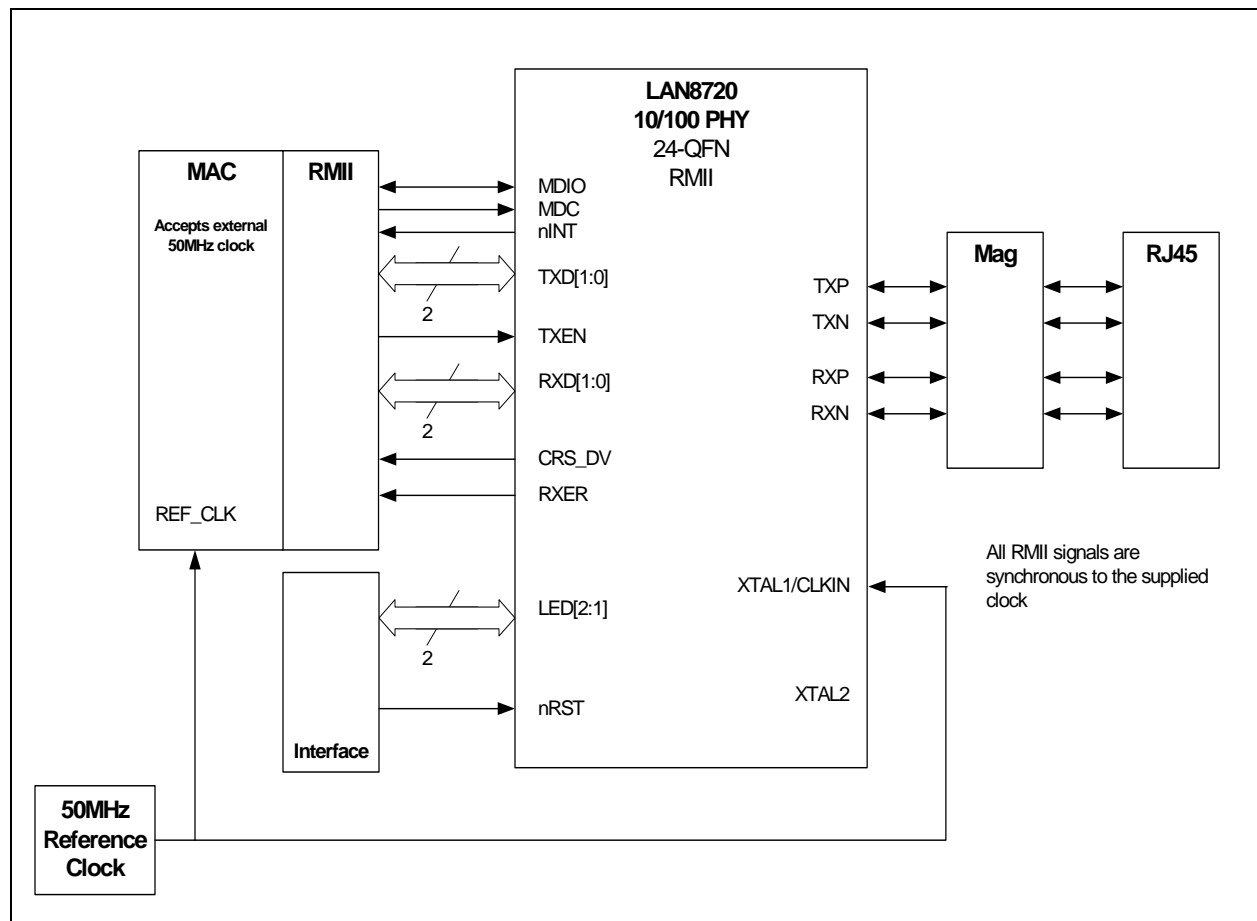 LAN8720
10/100 PHY
24-QFN
RMII
MAC
RMII
Accepts external
50MHz clock
REF_CLK
MDIO
MDC
nINT
TXD[1:0]
2
TXEN
RXD[1:0]
2
CRS_DV
RXER
LED[2:1]
2
nRST
Interface
TXP
TXN
RXP
RXN
XTAL1/CLKIN
XTAL2
Mag
RJ45
All RMII signals are
synchronous to the supplied
clock
50MHz
Reference
Clock